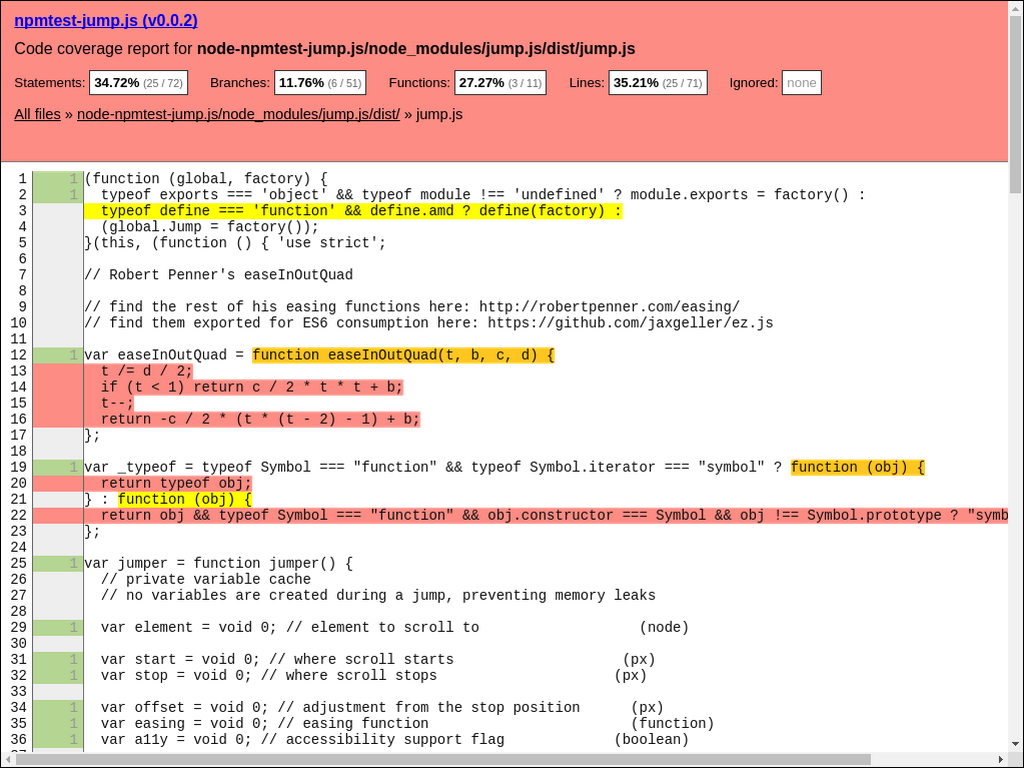 npmtest-jump.js (v0.0.2)
Code coverage report for node-npmtest-jump.js/node_modules/jump.js/dist/jump.js
Statements: 34.72% (25 / 72) Branches: 11.76% (6 / 51) Functions: 27.27% (3 / 11) Lines: 35.21% (25 / 71) Ignored: none
All files » node-npmtest-jump.js/node_modules/jump.js/dist/ » jump.js
1 1 (function (global, factory) {
2 1 typeof exports === 'object' && typeof module !== 'undefined' ? module.exports = factory() :
3 typeof define === 'function' && define.amd ? define(factory) :
4 (global.Jump = factory());
5 }(this, (function () { 'use strict';
6
7 // Robert Penner's easeInOutQuad
8
9 // find the rest of his easing functions here: http://robertpenner.com/easing/
10 // find them exported for ES6 consumption here: https://github.com/jaxgeller/ez.js
11
12 1 var easeInOutQuad = function easeInOutQuad(t, b, c, d) {
13 t /= d / 2;
14 if (t < 1) return c / 2 * t * t + b;
15 t--;
16 return -c / 2 * (t * (t - 2) - 1) + b;
17 };
18
19 1 var _typeof = typeof Symbol === "function" && typeof Symbol.iterator === "symbol" ? function (obj) {
20 return typeof obj;
21 } : function (obj) {
22 return obj && typeof Symbol === "function" && obj.constructor === Symbol && obj !== Symbol.prototype ? "symb
23 };
24
25 1 var jumper = function jumper() {
26 // private variable cache
27 // no variables are created during a jump, preventing memory leaks
28
29 1 var element = void 0; // element to scroll to (node)
30
31 1 var start = void 0; // where scroll starts (px)
32 1 var stop = void 0; // where scroll stops (px)
33
34 1 var offset = void 0; // adjustment from the stop position (px)
35 1 var easing = void 0; // easing function (function)
36 1 var a11y = void 0; // accessibility support flag (boolean)